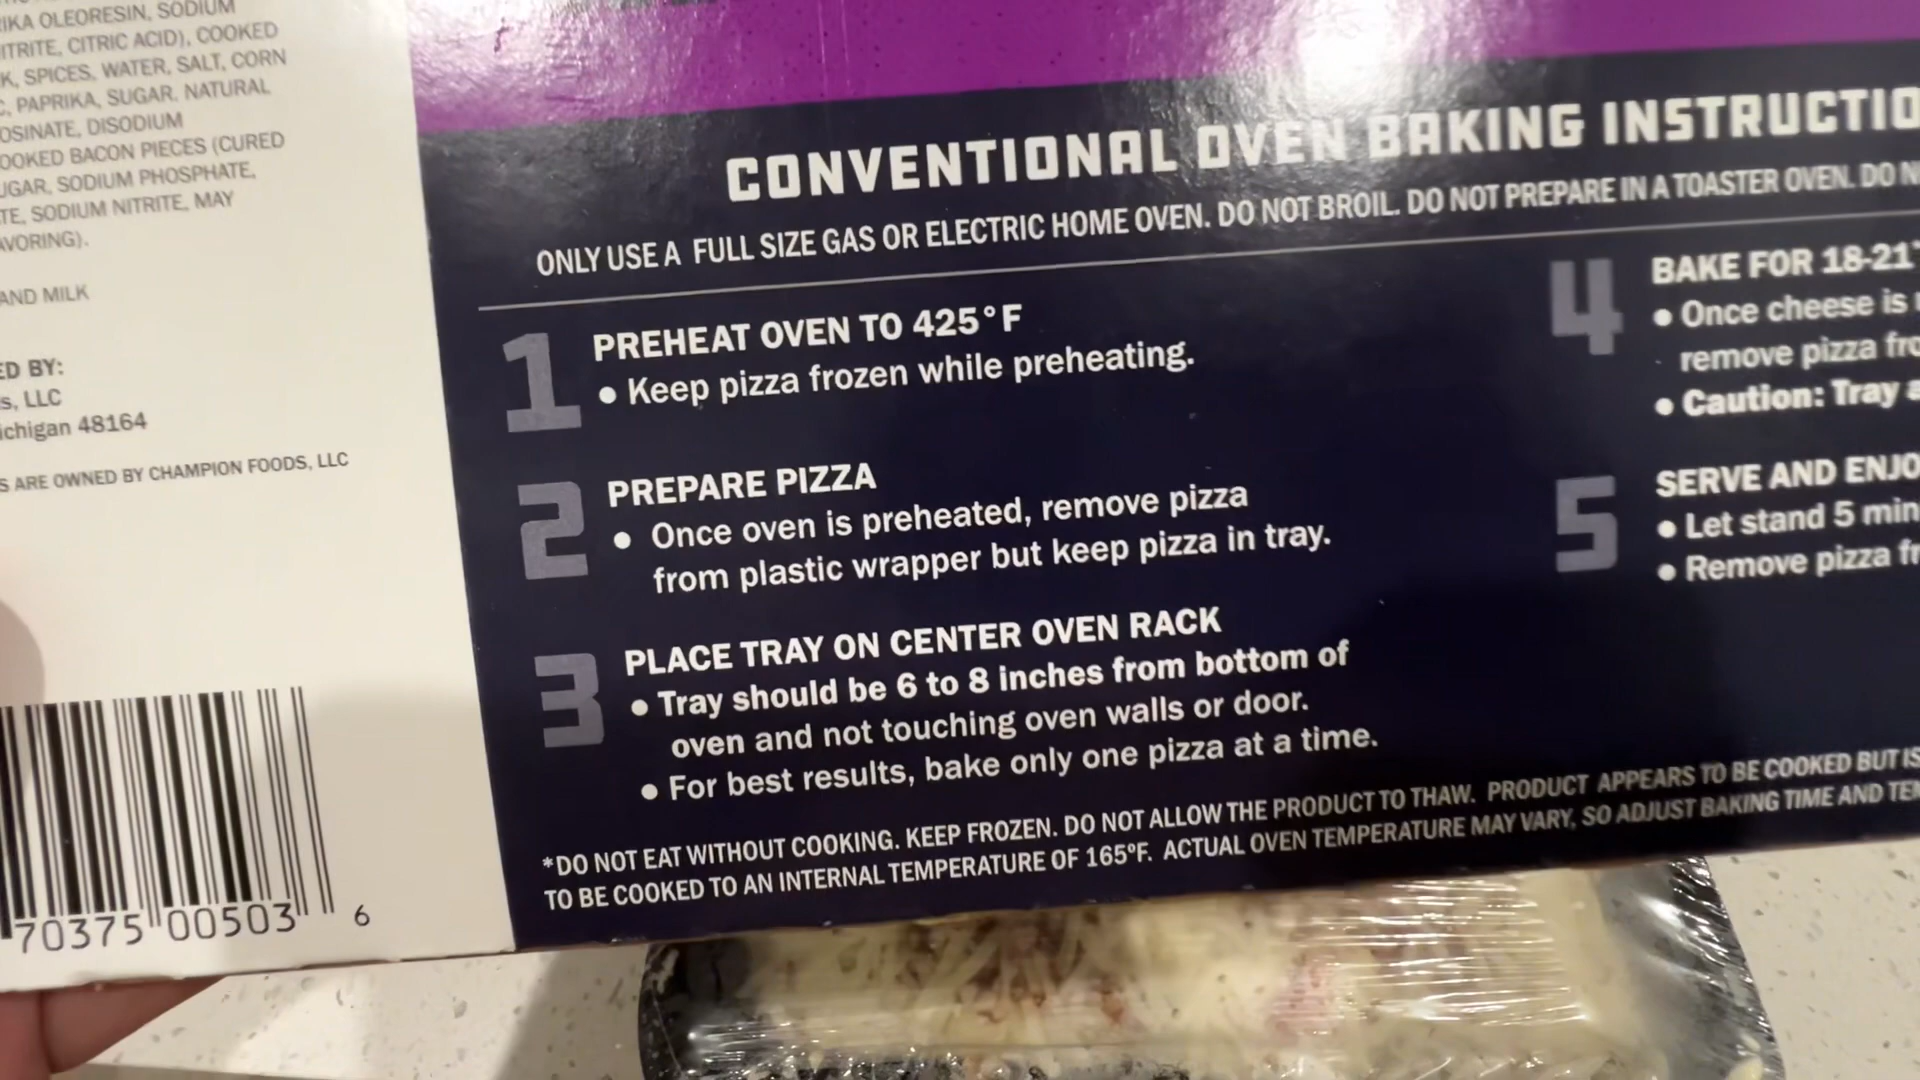 IKA OLEORESIN, SODIUM
ITRITE, CITRIC ACID), COOKED
K, SPICES, WATER, SALT, CORN
C, PAPRIKA, SUGAR, NATURAL
OSINATE, DISODIUM
OOKED BACON PIECES (CURED
UGAR, SODIUM PHOSPHATE,
TE, SODIUM NITRITE, MAY
AVORING).
AND MILK
ED BY:
s, LLC
ichigan 48164
S ARE OWNED BY CHAMPION FOODS, LLC
70375 00503 6
CONVENTIONAL OVEN BAKING INSTRUCTIO
ONLY USE A FULL SIZE GAS OR ELECTRIC HOME OVEN. DO NOT BROIL. DO NOT PREPARE IN A TOASTER OVEN. DO N
1 PREHEAT OVEN TO 425°F
• Keep pizza frozen while preheating.
2 PREPARE PIZZA
• Once oven is preheated, remove pizza
from plastic wrapper but keep pizza in tray.
3 PLACE TRAY ON CENTER OVEN RACK
• Tray should be 6 to 8 inches from bottom of
oven and not touching oven walls or door.
• For best results, bake only one pizza at a time.
4 BAKE FOR 18-21
• Once cheese is
remove pizza fro
• Caution: Tray a
5 SERVE AND ENJO
• Let stand 5 min
• Remove pizza fr
*DO NOT EAT WITHOUT COOKING. KEEP FROZEN. DO NOT ALLOW THE PRODUCT TO THAW. PRODUCT APPEARS TO BE COOKED BUT IS
TO BE COOKED TO AN INTERNAL TEMPERATURE OF 165°F. ACTUAL OVEN TEMPERATURE MAY VARY, SO ADJUST BAKING TIME AND TEM